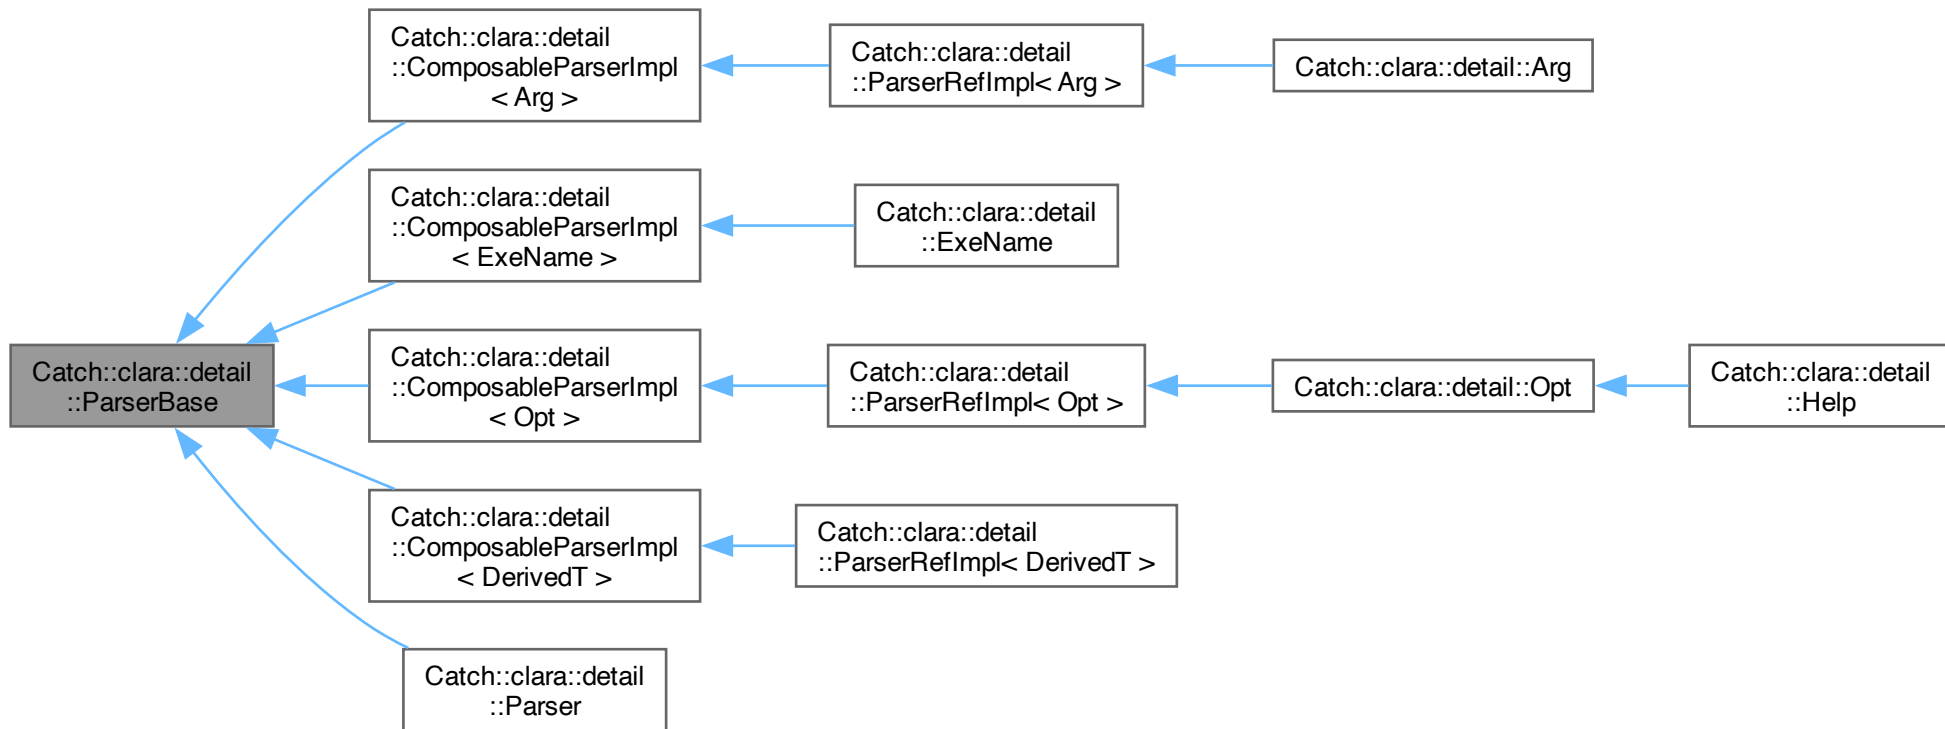 Catch::clara::detail
::ComposableParserImpl
< Arg >
Catch::clara::detail
::ParserRefImpl< Arg >
Catch::clara::detail::Arg
Catch::clara::detail
::ComposableParserImpl
< ExeName >
Catch::clara::detail
::ExeName
Catch::clara::detail
::ParserBase
Catch::clara::detail
::ComposableParserImpl
< Opt >
Catch::clara::detail
::ParserRefImpl< Opt >
Catch::clara::detail::Opt
Catch::clara::detail
::Help
Catch::clara::detail
::ComposableParserImpl
< DerivedT >
Catch::clara::detail
::ParserRefImpl< DerivedT >
Catch::clara::detail
::Parser